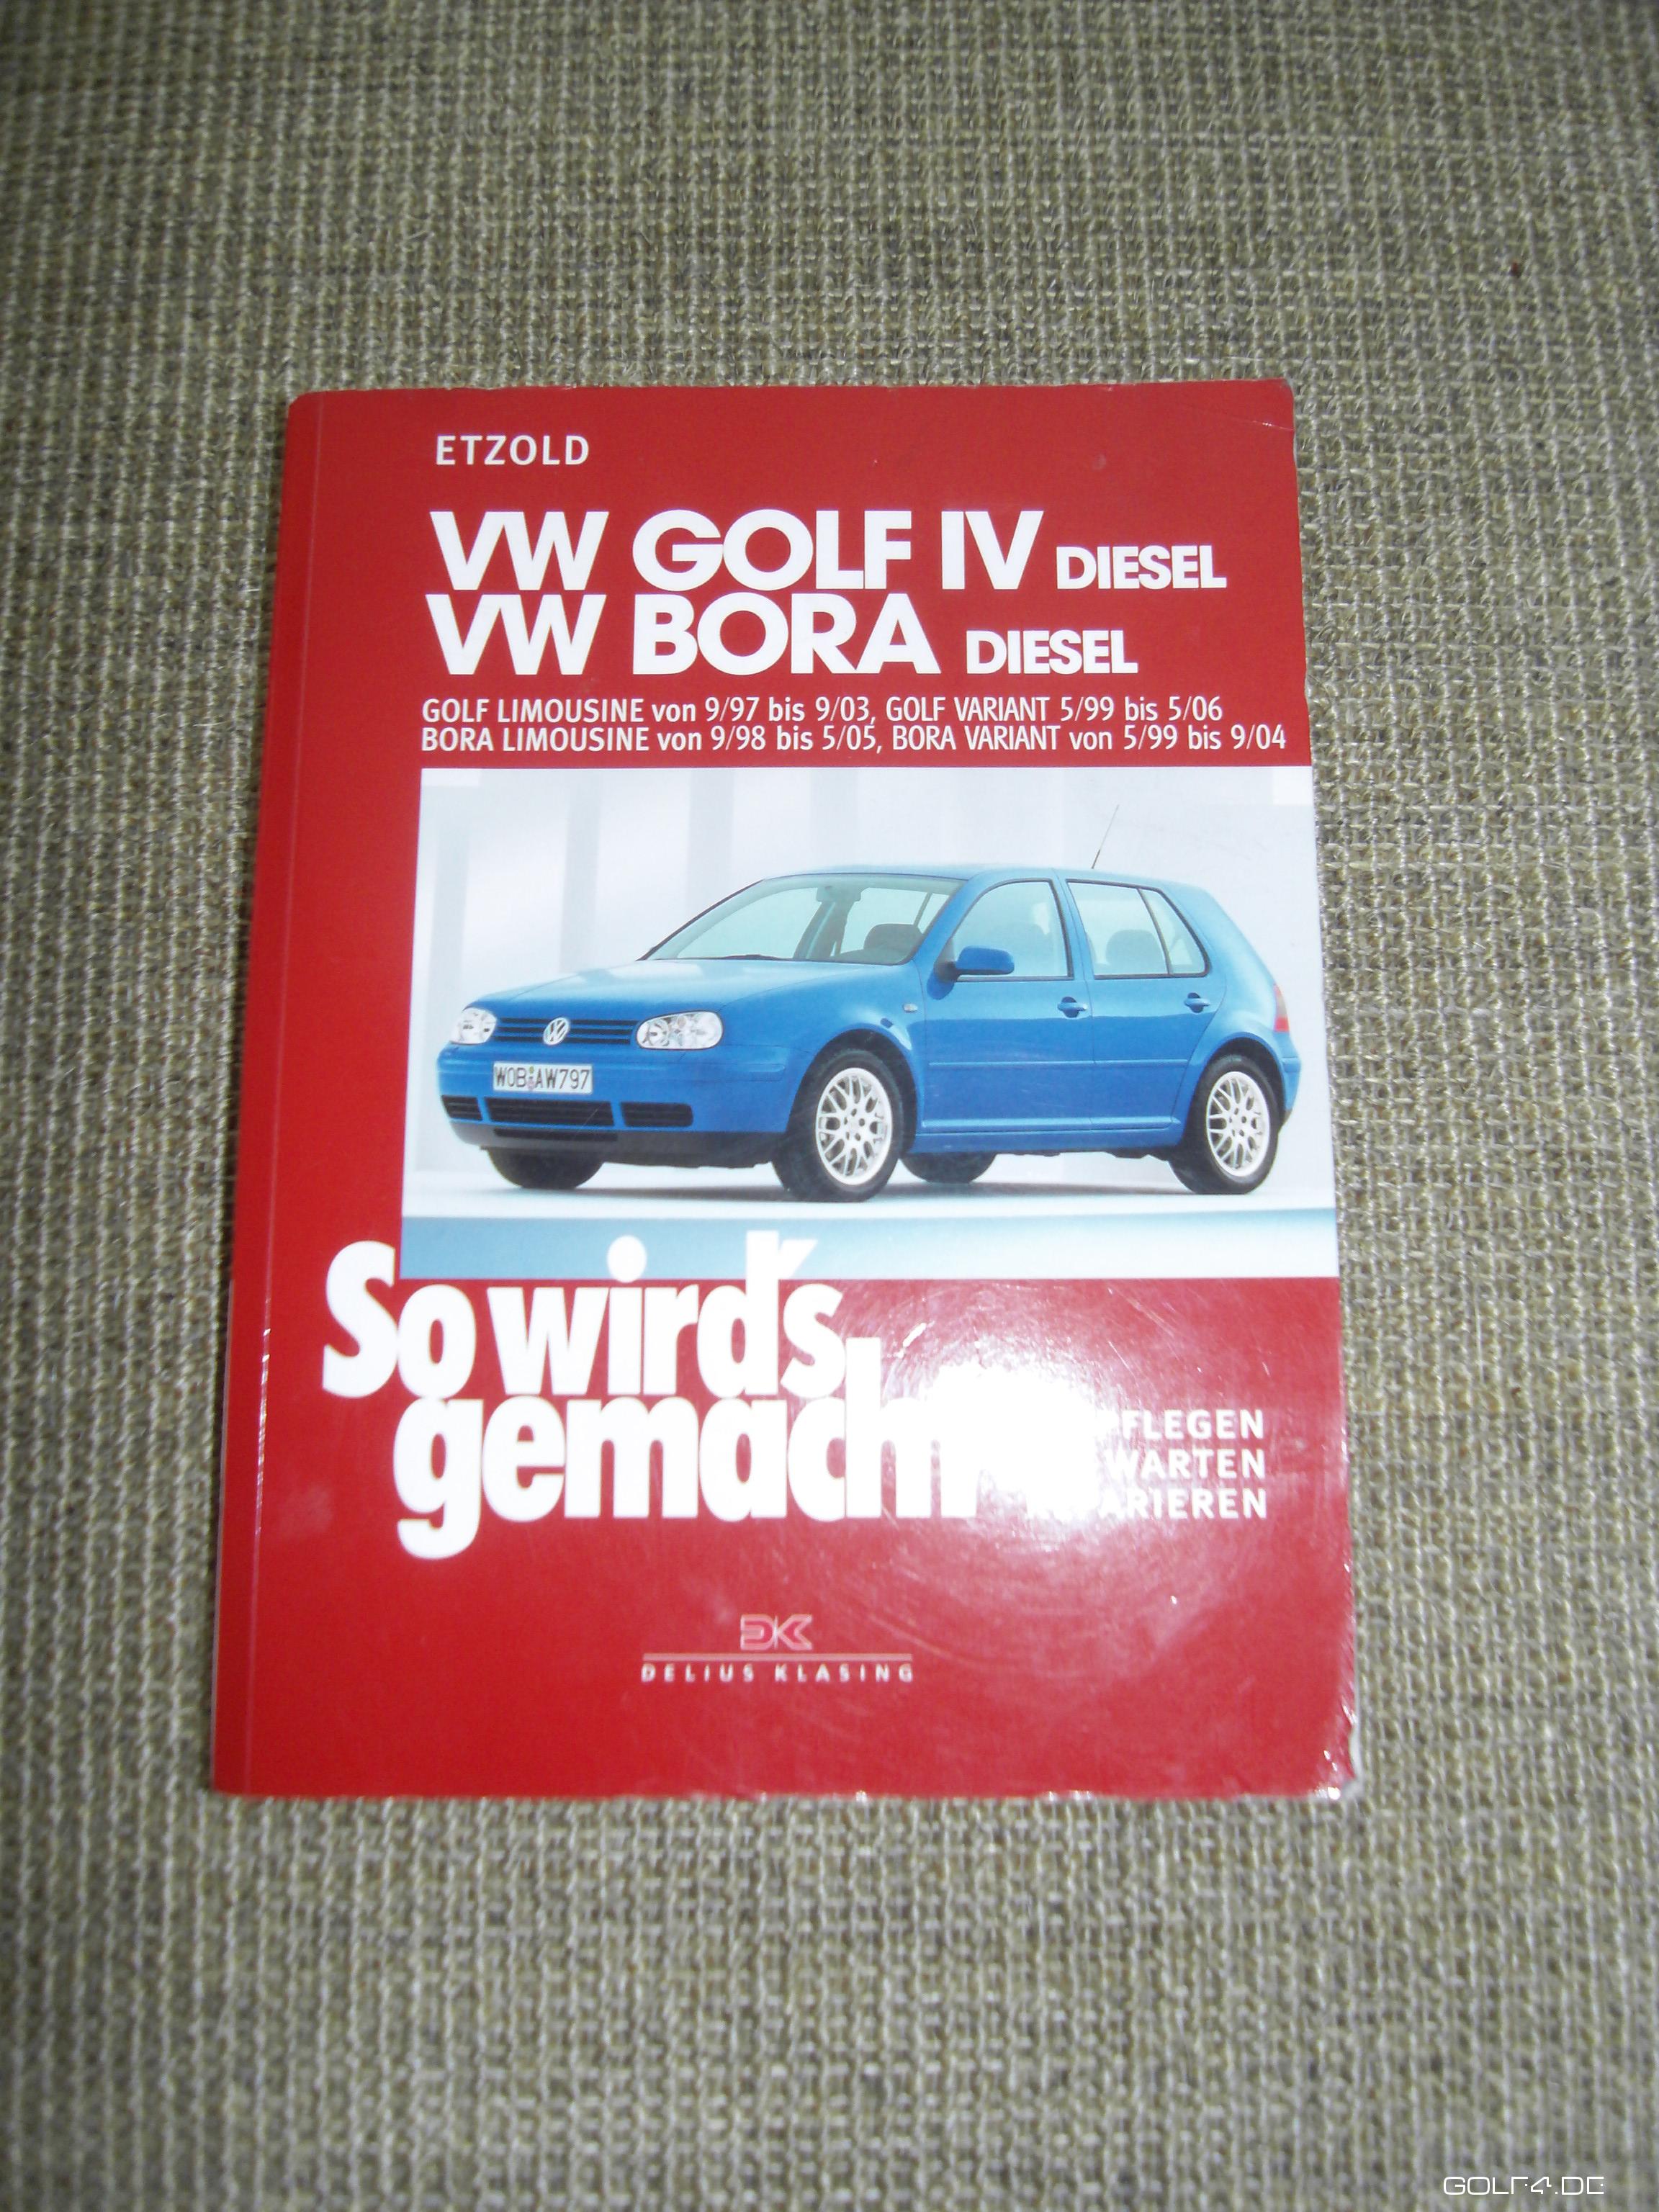 ETZOLD
VW GOLF IV DIESEL
VW BORA DIESEL
GOLF LIMOUSINE von 9/97 bis 9/03, GOLF VARIANT 5/99 bis 5/06
BORA LIMOUSINE von 9/98 bis 5/05, BORA VARIANT von 5/99 bis 9/04
WOB AW797
So wird's
gemacht
PFLEGEN
WARTEN
DK
DELIUS KLASING
GOLF4.DE